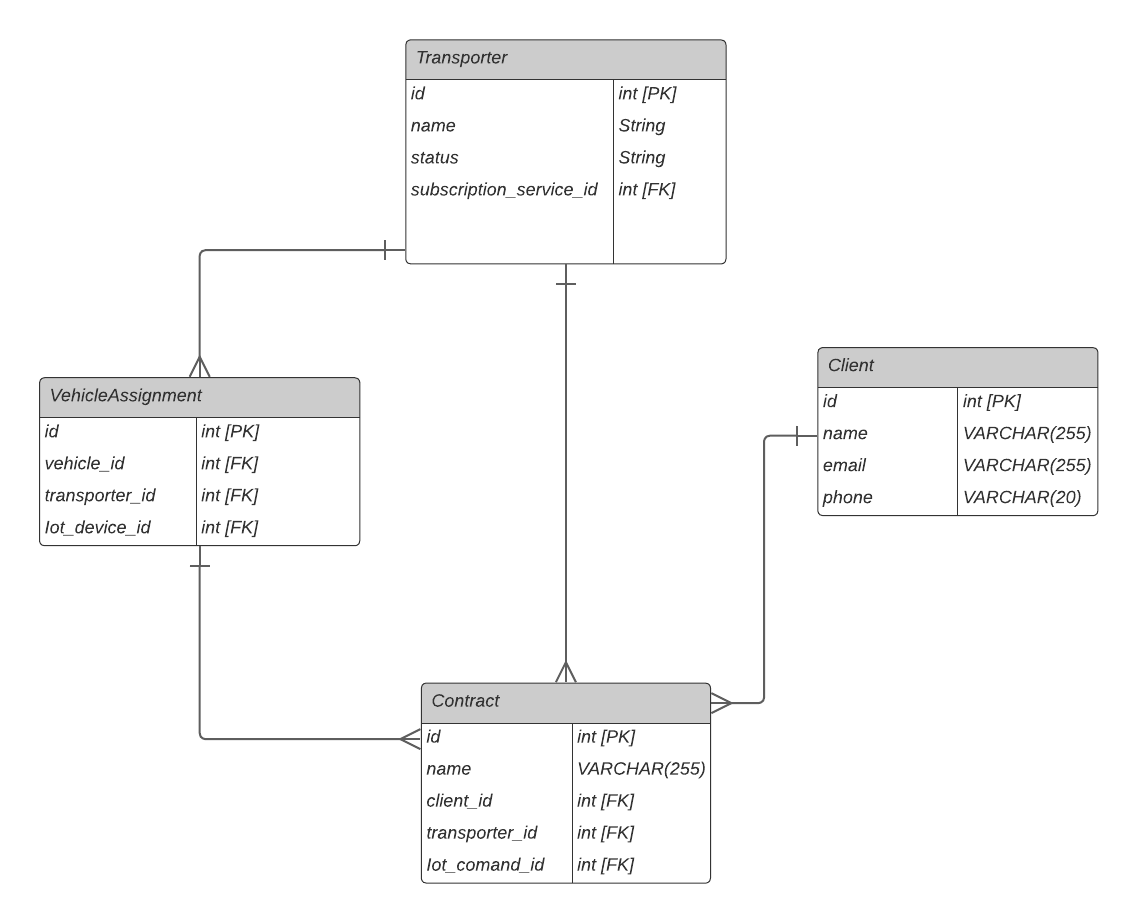 Transporter
id int [PK]
name String
status String
subscription_service_id int [FK]
Client
id int [PK]
name VARCHAR(255)
email VARCHAR(255)
phone VARCHAR(20)
VehicleAssignment
id int [PK]
vehicle_id int [FK]
transporter_id int [FK]
Iot_device_id int [FK]
Contract
id int [PK]
name VARCHAR(255)
client_id int [FK]
transporter_id int [FK]
Iot_comand_id int [FK]